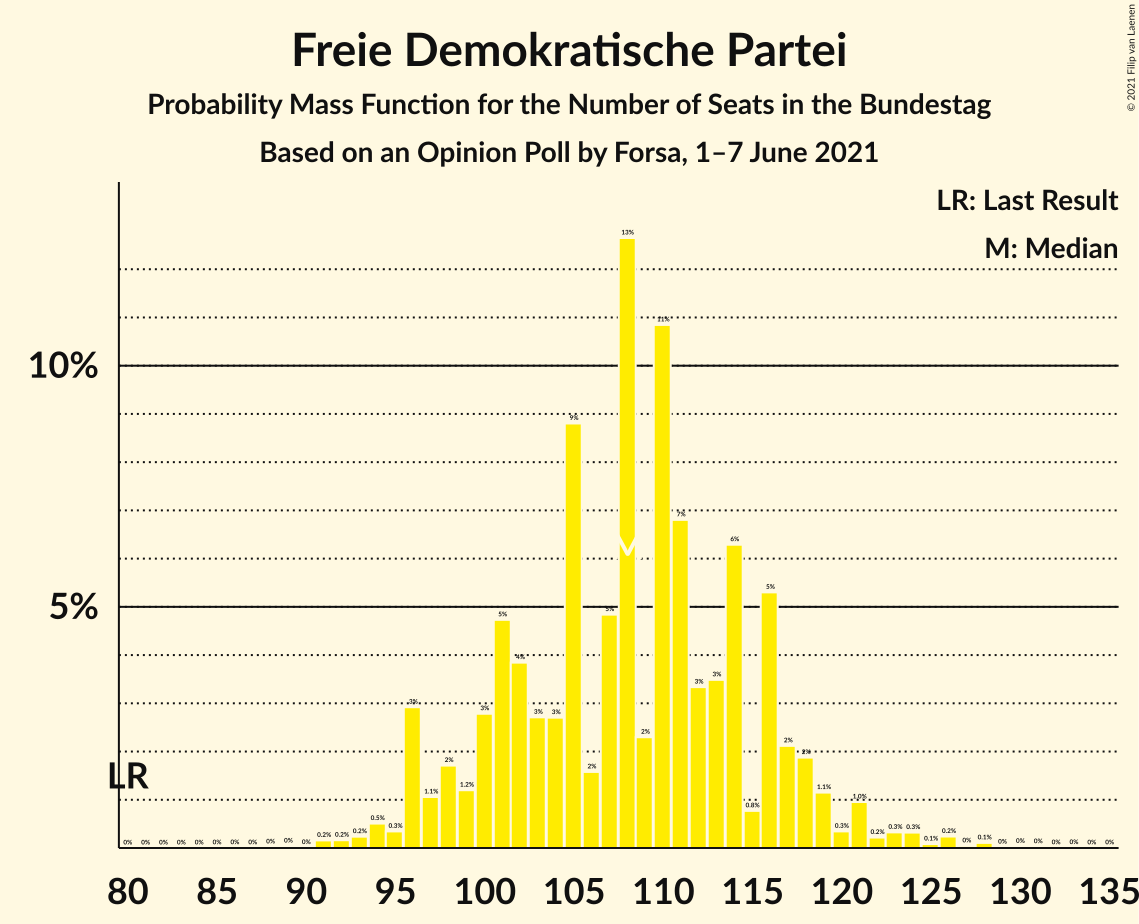 Freie Demokratische Partei
Probability Mass Function for the Number of Seats in the Bundestag
Based on an Opinion Poll by Forsa, 1–7 June 2021
© 2021 Filip van Laenen
LR: Last Result
M: Median
10%
5%
LR
M
0% 0% 0% 0% 0% 0% 0% 0% 0% 0% 0% 0.2% 0.2% 0.2% 0.5% 0.3% 3% 1.1% 2% 1.2% 3% 5% 4% 3% 3% 9% 2% 5% 13% 2% 11% 7% 3% 3% 6% 0.8% 5% 2% 2% 1.1% 0.3% 1.0% 0.2% 0.3% 0.3% 0.1% 0.2% 0% 0.1% 0% 0% 0% 0% 0% 0% 0%
80 85 90 95 100 105 110 115 120 125 130 135